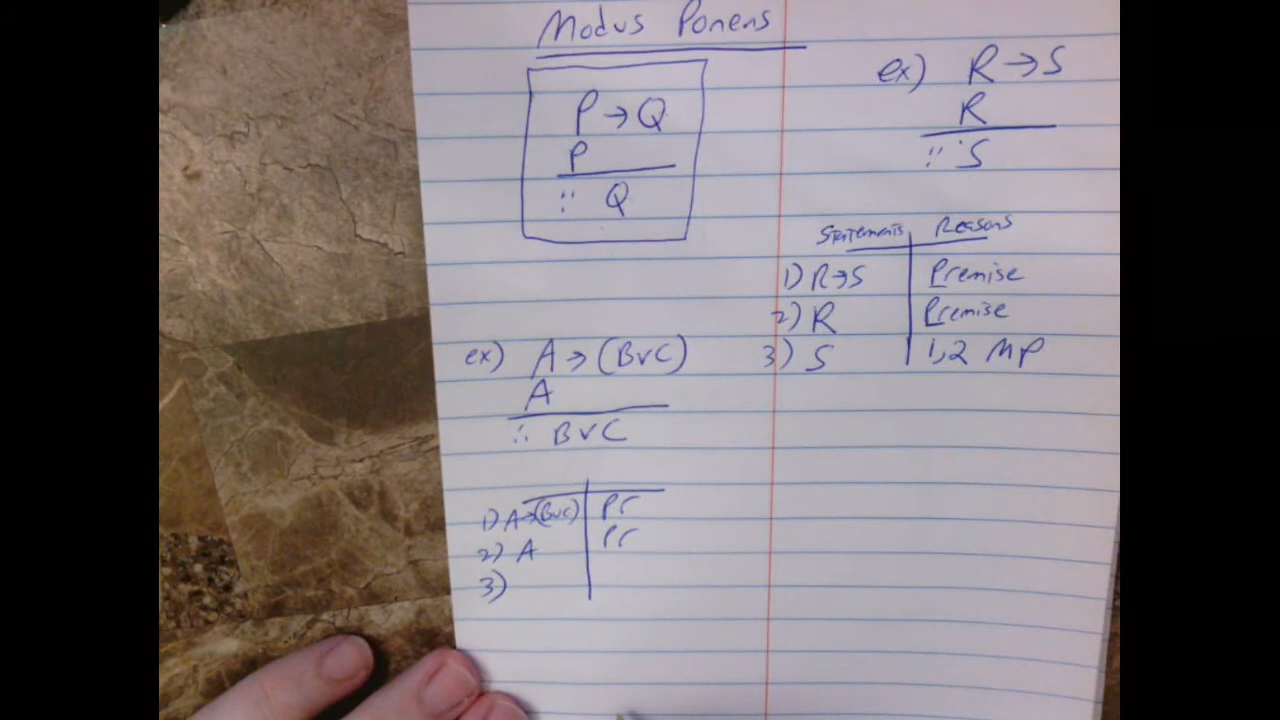 Modus Ponens
P → Q
P
∴ Q
ex) R → S
R
∴ S
Statements Reasons
1) R → S Premise
2) R Premise
3) S 1,2 MP
ex) A → (B v C)
A
∴ B v C
1) A → (B v C) Pr
2) A Pr
3)